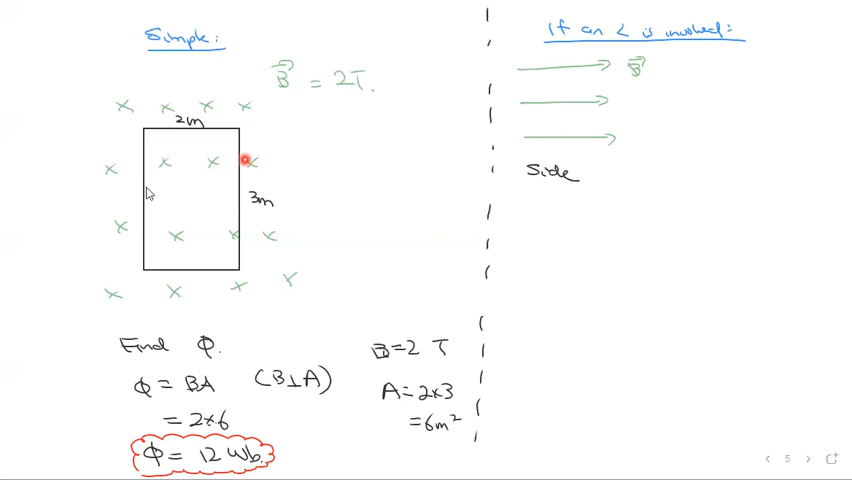 Simple:
B = 2T.
2m
3m
Find Φ.
Φ = BA (B⊥A)
= 2×6
Φ = 12 Wb.
B=2 T
A=2×3
=6m²
If an ∠ is involved:
B
Side
5